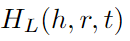 H_L(h, r, t)